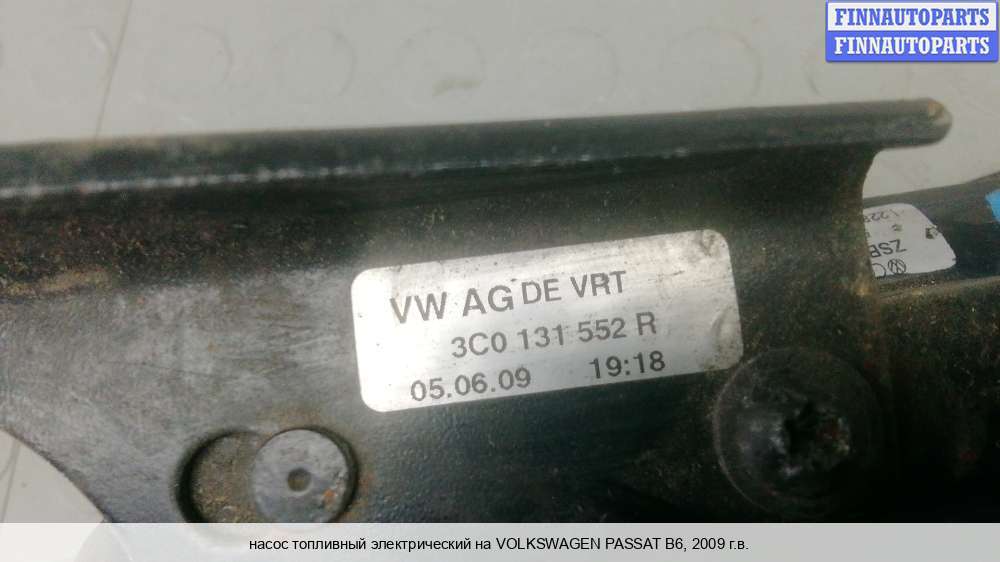 FINNAUTOPARTS
FINNAUTOPARTS
VW AG DE VRT
3C0 131 552 R
05.06.09 19:18
насос топливный электрический на VOLKSWAGEN PASSAT B6, 2009 г.в.